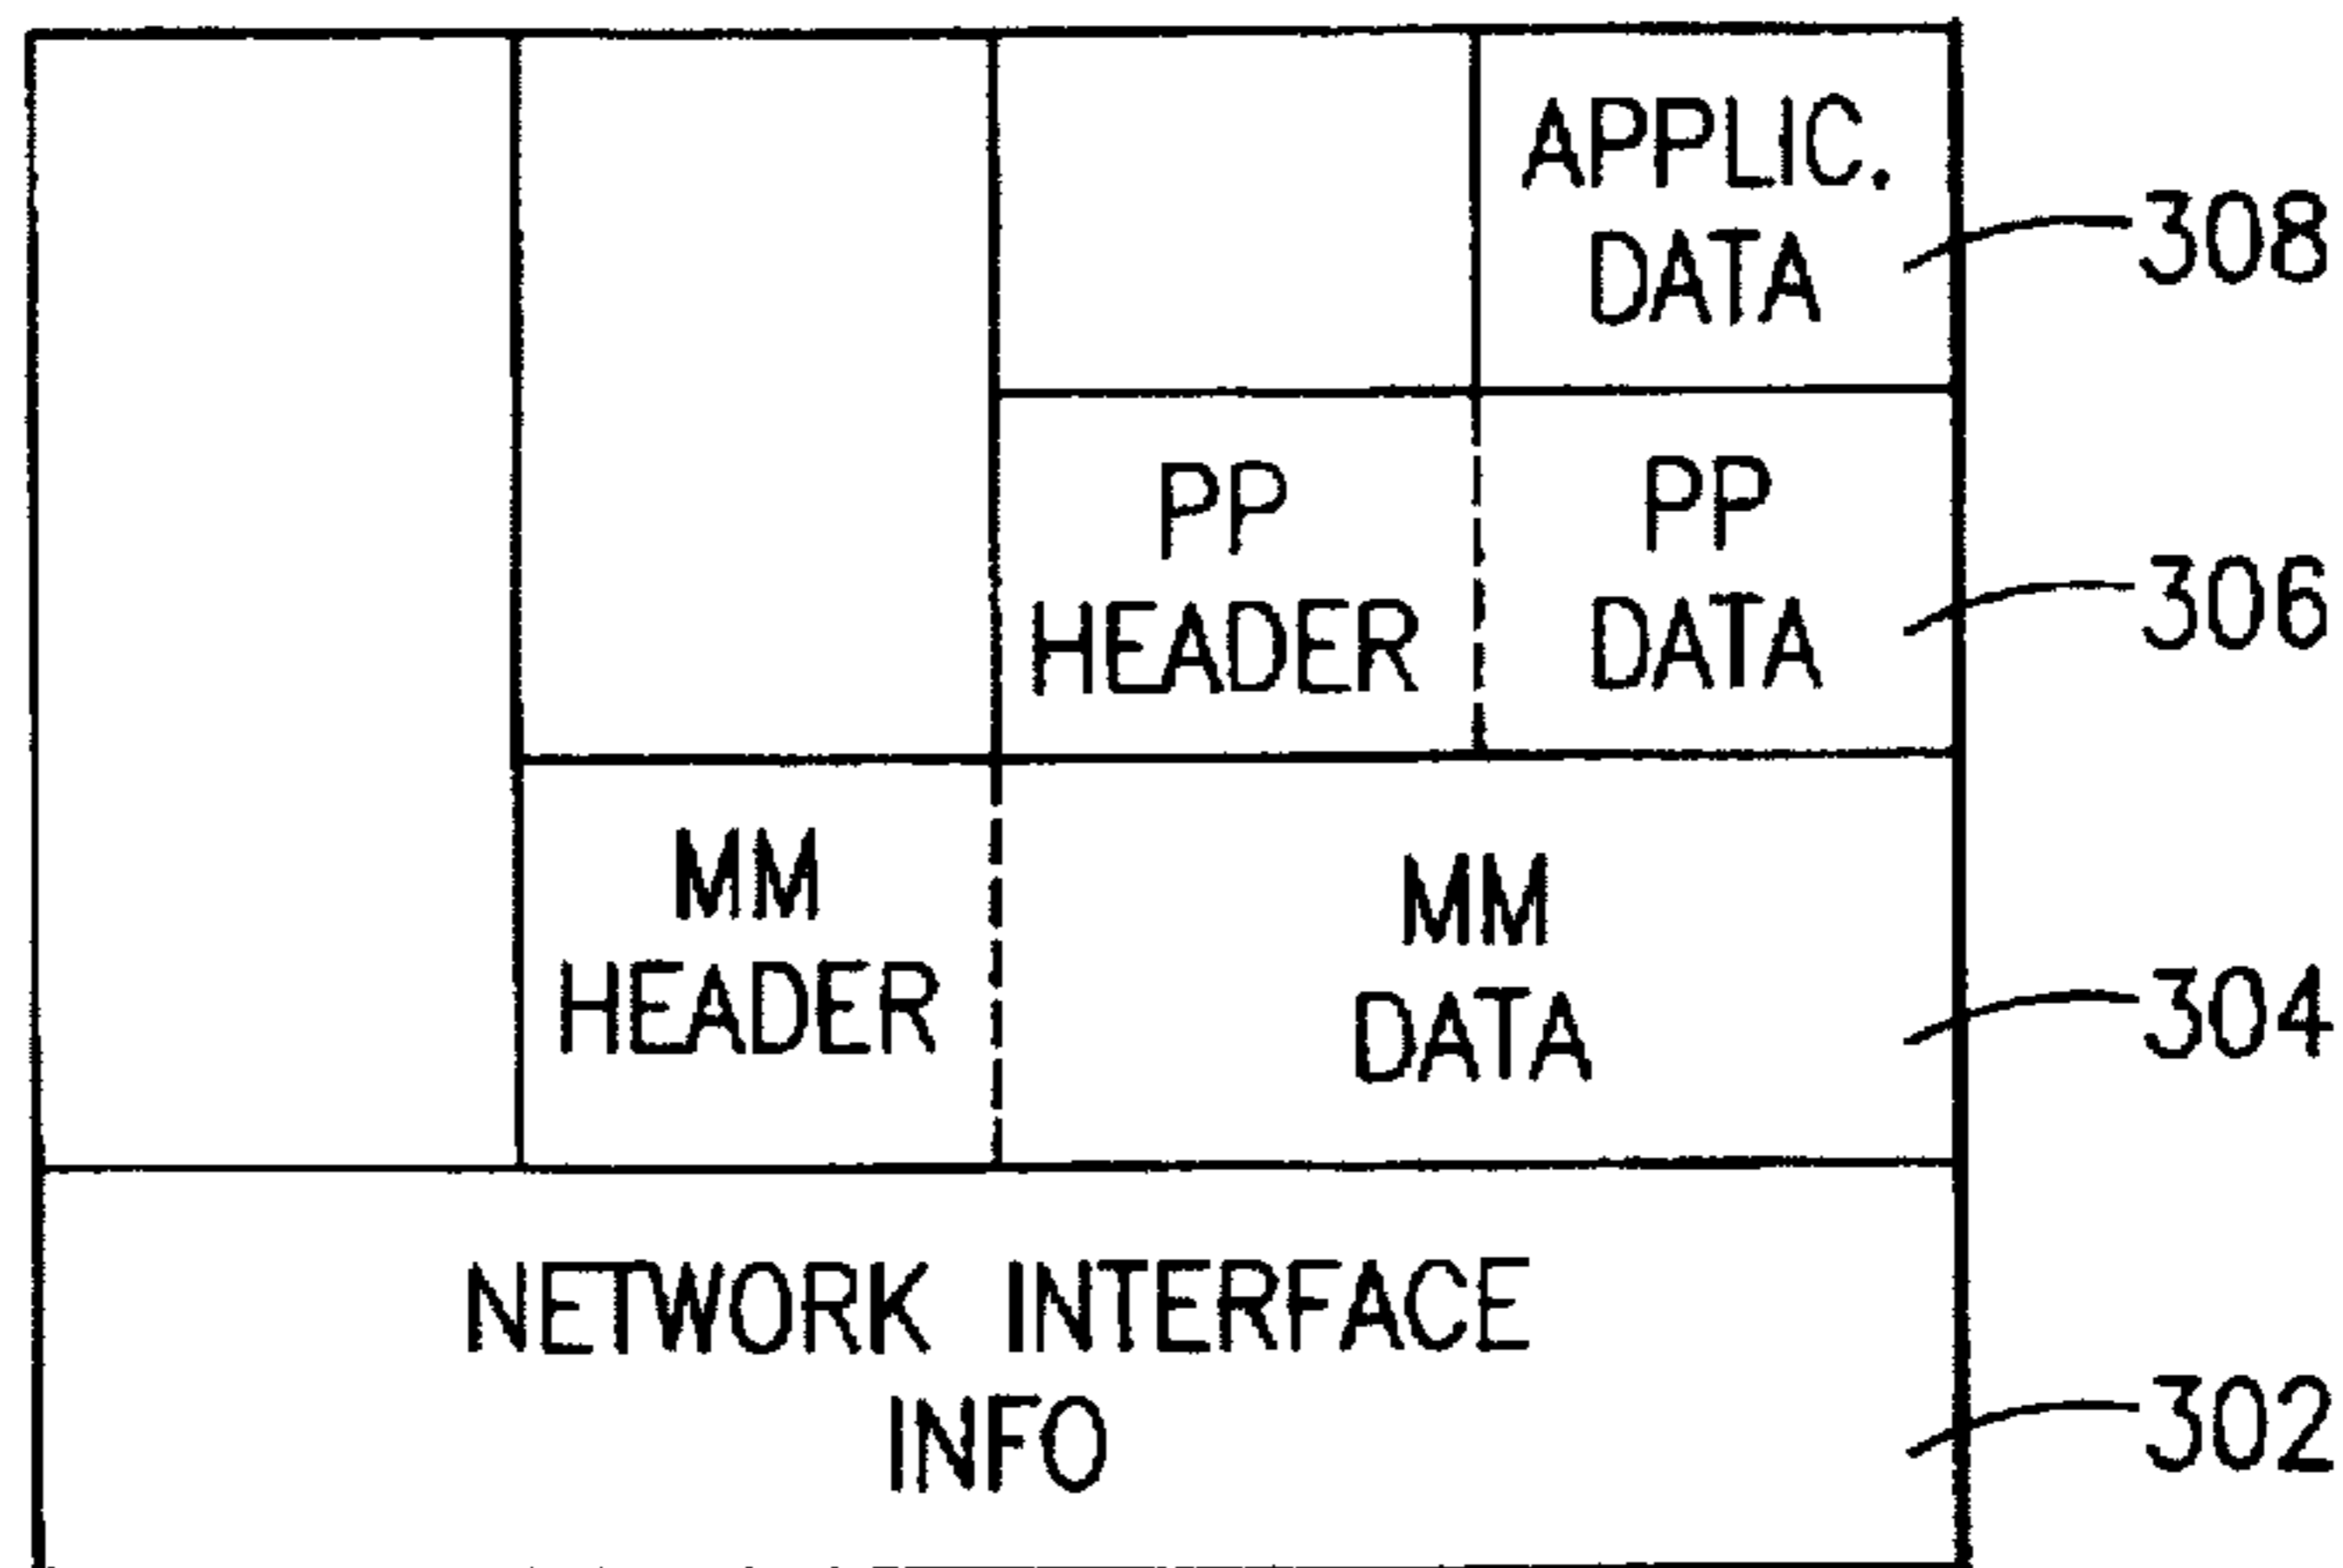 APPLIC.
DATA
308
PP
HEADER
PP
DATA
306
MM
HEADER
MM
DATA
304
NETWORK INTERFACE
INFO
302